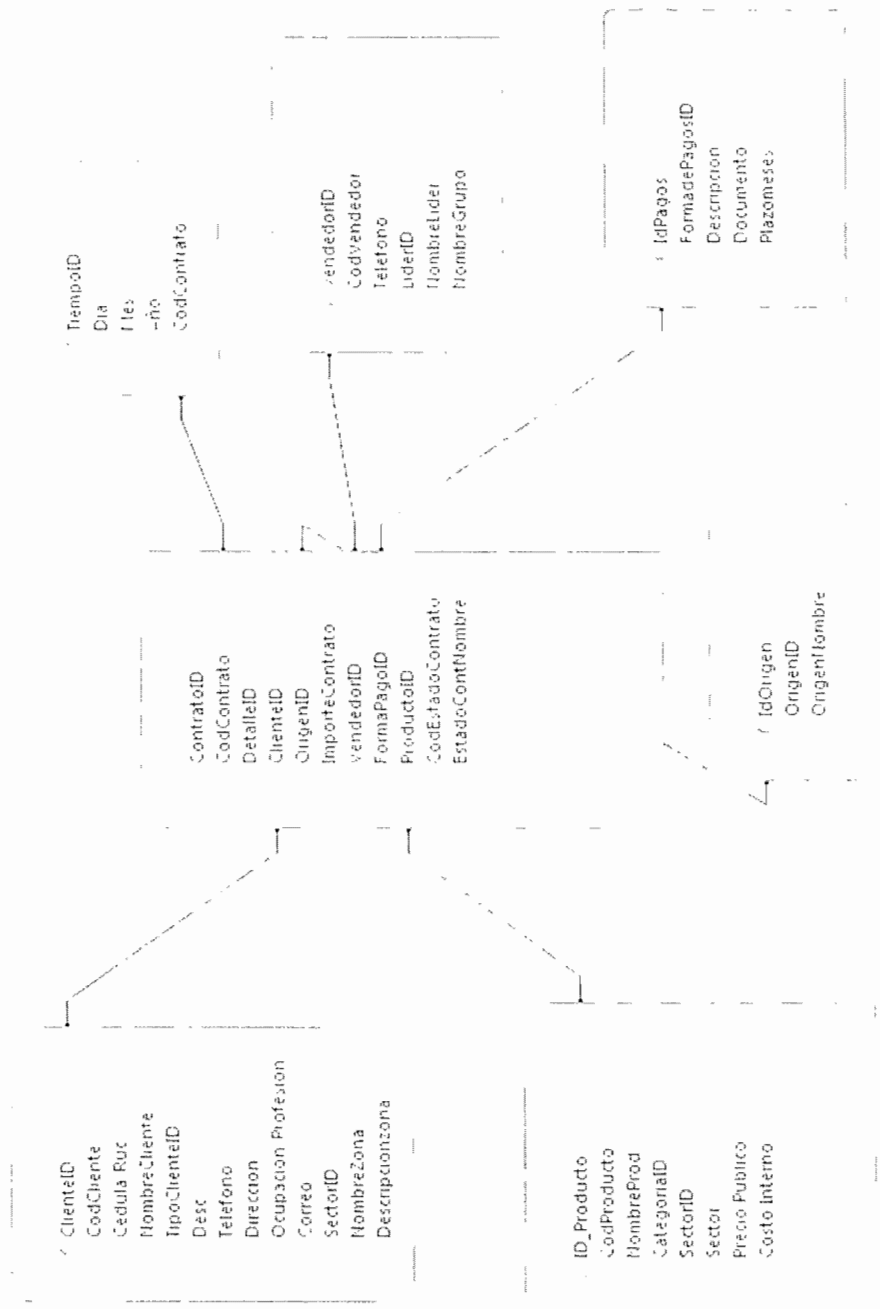 ClienteID
CodCliente
Cedula Ruc
NombreCliente
TipoClienteID
Desc
Telefono
Direccion
Ocupacion Profesion
Correo
SectorID
NombreZona
Descripcionzona
ID_Producto
CodProducto
NombreProd
CategoriaID
SectorID
Sector
Precio Publico
Costo Interno
ContratoID
CodContrato
DetalleID
ClienteID
OrigenID
ImporteContrato
VendedorID
FormaPagoID
ProductoID
CodEstadoContrato
EstadoContNombre
IdOrigen
OrigenID
OrigenNombre
TiempoID
Dia
Mes
Año
CodContrato
VendedorID
CodVendedor
Telefono
LiderID
NombreLider
NombreGrupo
IdPagos
FormadePagosID
Descripcion
Documento
Plazomeses